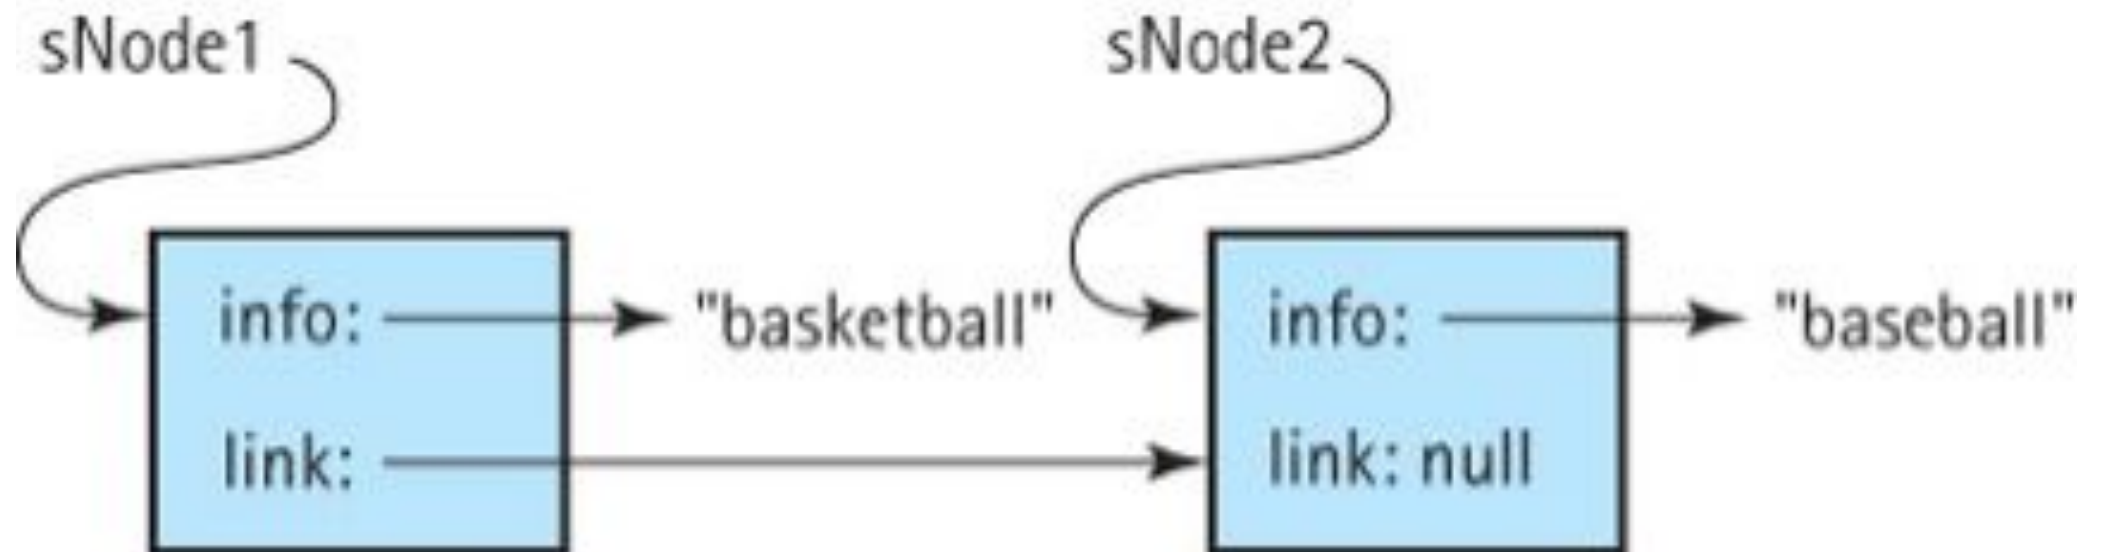 sNode1
sNode2
info:
"basketball"
info:
"baseball"
link:
link: null